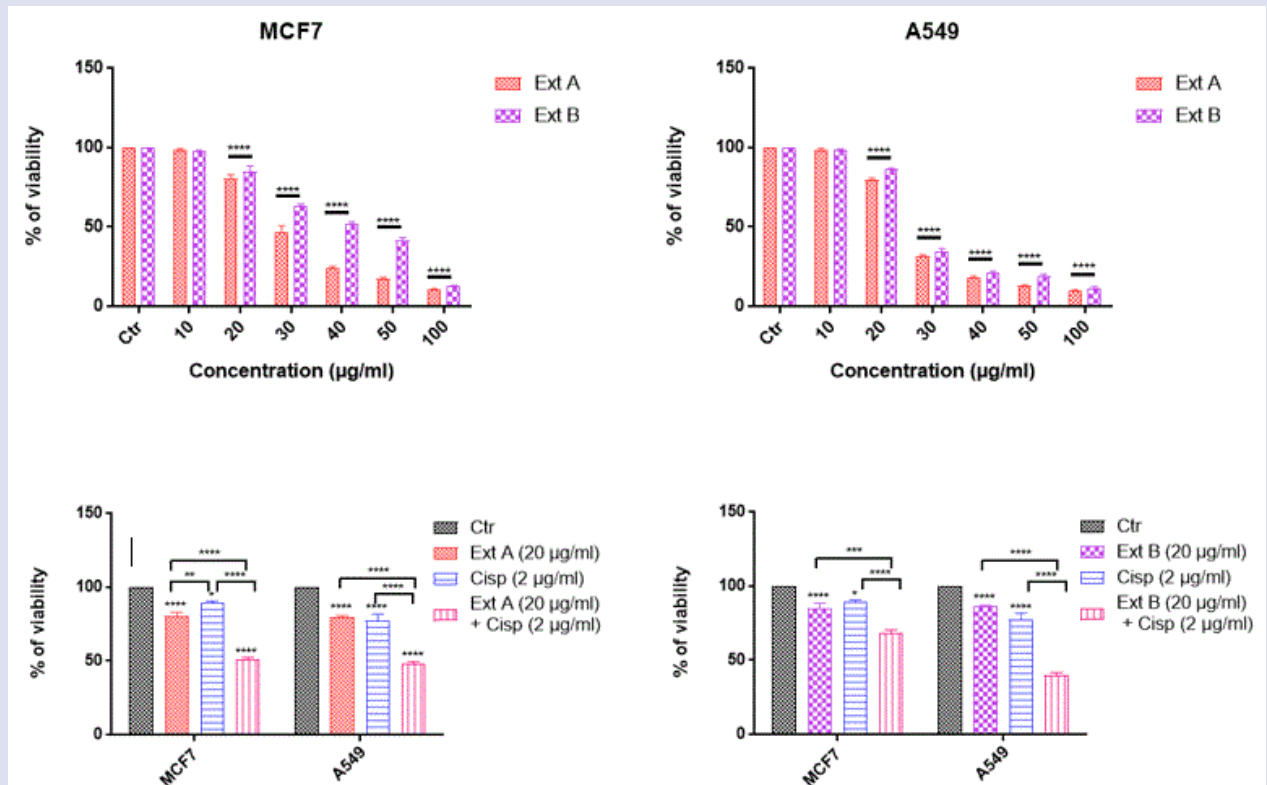 MCF7
150
100
50
0
% of viability
Ext A
Ext B
****
****
****
****
****
Ctr
10
20
30
40
50
100
Concentration (µg/ml)
A549
150
100
50
0
% of viability
Ext A
Ext B
****
****
****
****
****
Ctr
10
20
30
40
50
100
Concentration (µg/ml)
150
100
50
0
% of viability
Ctr
Ext A (20 µg/ml)
Cisp (2 µg/ml)
Ext A (20 µg/ml)
+ Cisp (2 µg/ml)
****
** ****
**** * ****
****
****
**** **** ****
MCF7
A549
150
100
50
0
% of viability
Ctr
Ext B (20 µg/ml)
Cisp (2 µg/ml)
Ext B (20 µg/ml)
+ Cisp (2 µg/ml)
***
****
**** *
****
****
**** ****
MCF7
A549